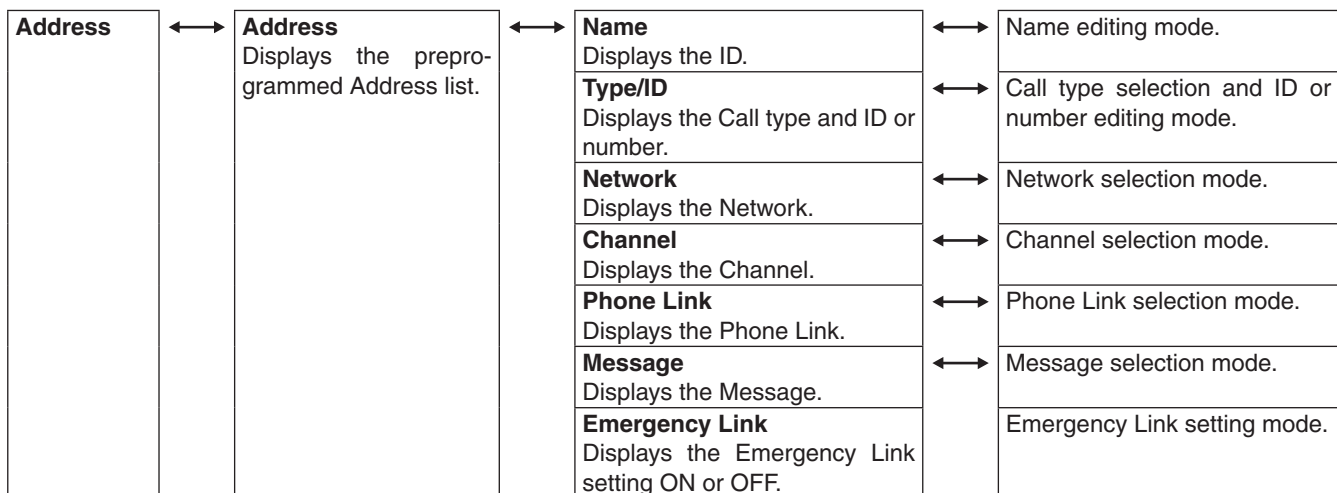 Address
Address
Displays the prepro-
grammed Address list.
Name
Displays the ID.
Name editing mode.
Type/ID
Displays the Call type and ID or
number.
Call type selection and ID or
number editing mode.
Network
Displays the Network.
Network selection mode.
Channel
Displays the Channel.
Channel selection mode.
Phone Link
Displays the Phone Link.
Phone Link selection mode.
Message
Displays the Message.
Message selection mode.
Emergency Link
Displays the Emergency Link
setting ON or OFF.
Emergency Link setting mode.